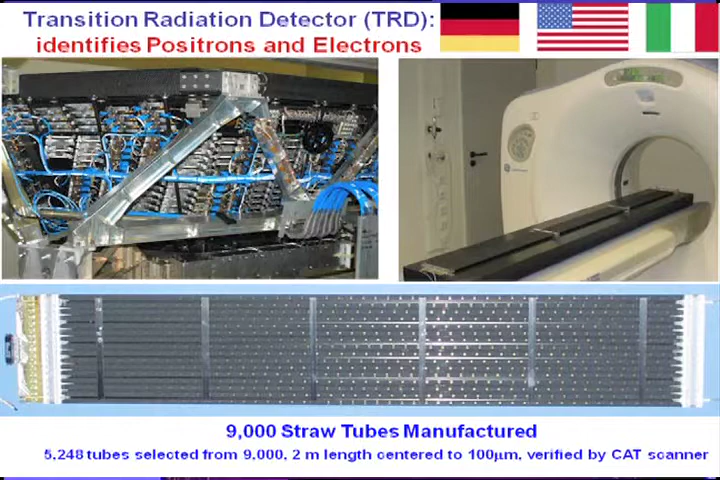 Transition Radiation Detector (TRD):
identifies Positrons and Electrons
9,000 Straw Tubes Manufactured
5,248 tubes selected from 9,000, 2 m length centered to 100μm, verified by CAT scanner